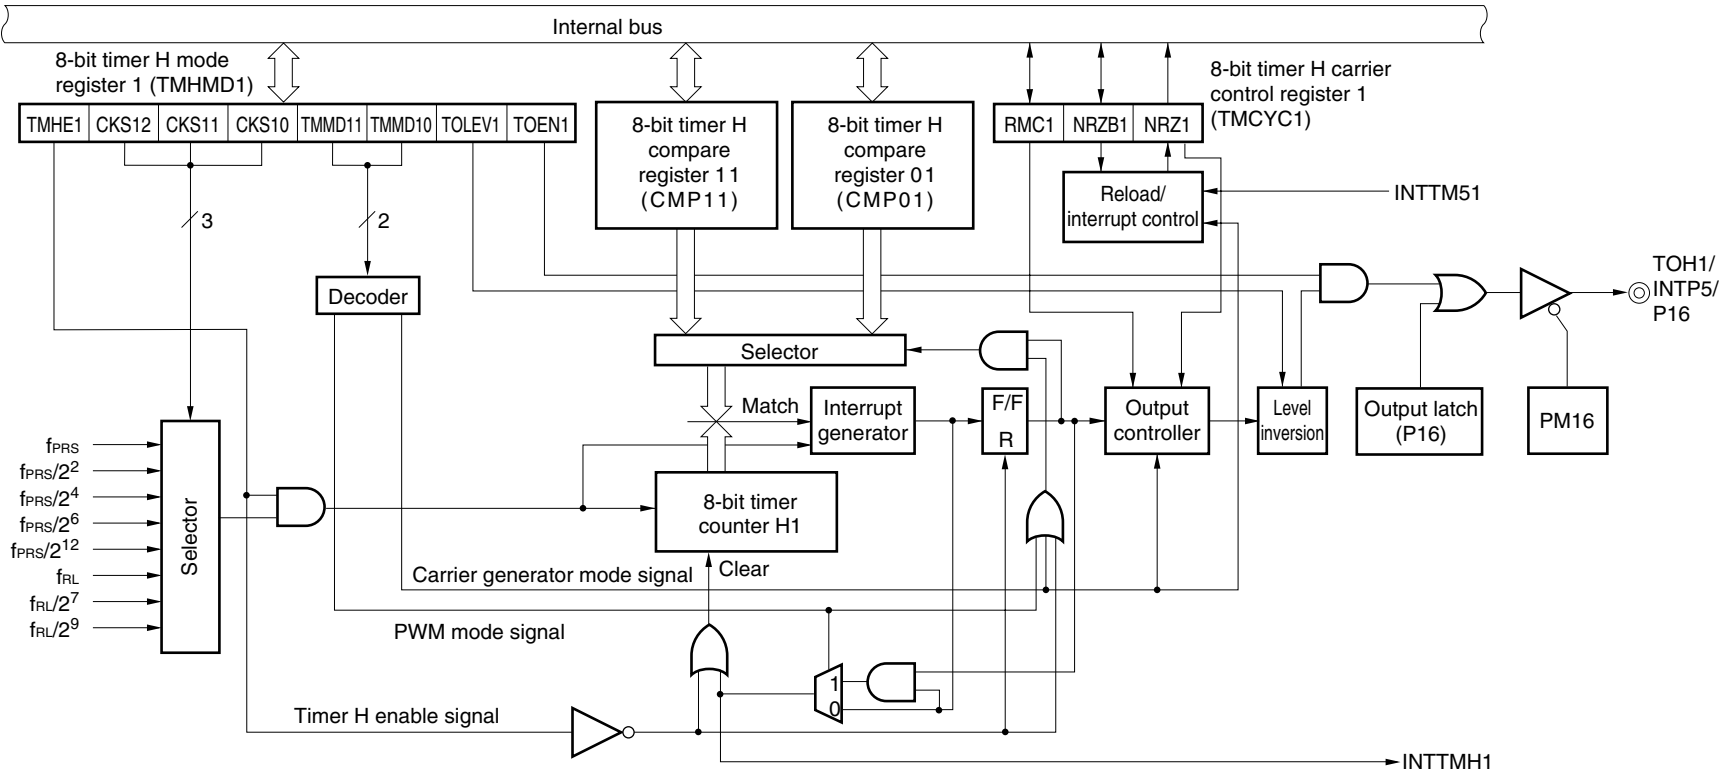 Internal bus
8-bit timer H mode
register 1 (TMHMD1)
8-bit timer H carrier
control register 1
(TMCYC1)
TMHE1 CKS12 CKS11 CKS10 TMMD11 TMMD10 TOLEV1 TOEN1
8-bit timer H
compare
register 11
(CMP11)
8-bit timer H
compare
register 01
(CMP01)
RMC1 NRZB1 NRZ1
Reload/
interrupt control
INTTM51
3
2
Decoder
TOH1/
INTP5/
P16
Selector
Match
Interrupt
generator
F/F
R
Output
controller
Level
inversion
Output latch
(P16)
PM16
fPRS
fPRS/2²
fPRS/2⁴
fPRS/2⁶
fPRS/2¹²
fRL
fRL/2⁷
fRL/2⁹
Selector
8-bit timer
counter H1
Clear
Carrier generator mode signal
PWM mode signal
1
0
Timer H enable signal
INTTMH1